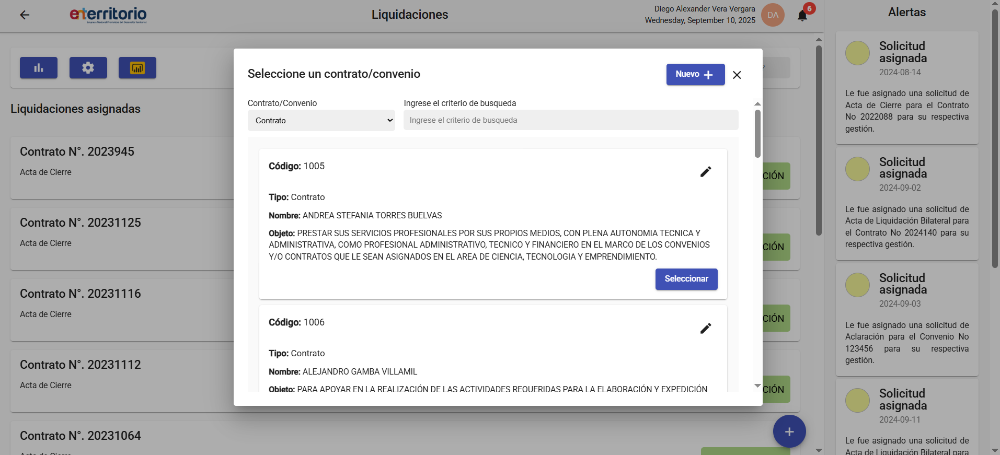 enterritorio
Empresa Nacional Promotora del Desarrollo Territorial
Liquidaciones
Diego Alexander Vera Vergara
Wednesday, September 10, 2025
DA
6
Liquidaciones asignadas
Contrato N°. 2023945
Acta de Cierre
CIÓN
Contrato N°. 20231125
Acta de Cierre
CIÓN
Contrato N°. 20231116
Acta de Cierre
CIÓN
Contrato N°. 20231112
Acta de Cierre
CIÓN
Contrato N°. 20231064
Acta de Cierre
?
Seleccione un contrato/convenio
Nuevo +
Contrato/Convenio
Contrato
Ingrese el criterio de busqueda
Ingrese el criterio de busqueda
Código: 1005
Tipo: Contrato
Nombre: ANDREA STEFANIA TORRES BUELVAS
Objeto: PRESTAR SUS SERVICIOS PROFESIONALES POR SUS PROPIOS MEDIOS, CON PLENA AUTONOMIA TECNICA Y
ADMINISTRATIVA, COMO PROFESIONAL ADMINISTRATIVO, TECNICO Y FINANCIERO EN EL MARCO DE LOS CONVENIOS
Y/O CONTRATOS QUE LE SEAN ASIGNADOS EN EL AREA DE CIENCIA, TECNOLOGIA Y EMPRENDIMIENTO.
Seleccionar
Código: 1006
Tipo: Contrato
Nombre: ALEJANDRO GAMBA VILLAMIL
Objeto: PARA APOYAR EN LA REALIZACIÓN DE LAS ACTIVIDADES REQUERIDAS PARA LA ELABORACIÓN Y EXPEDICIÓN
+
Alertas
Solicitud
asignada
2024-08-14
Le fue asignado una solicitud de
Acta de Cierre para el Contrato
No 2022088 para su respectiva
gestión.
Solicitud
asignada
2024-09-02
Le fue asignado una solicitud de
Acta de Liquidación Bilateral para
el Contrato No 2024140 para su
respectiva gestión.
Solicitud
asignada
2024-09-03
Le fue asignado una solicitud de
Aclaración para el Convenio No
123456 para su respectiva
gestión.
Solicitud
asignada
2024-09-11
Le fue asignado una solicitud de
Acta de Liquidación Bilateral para